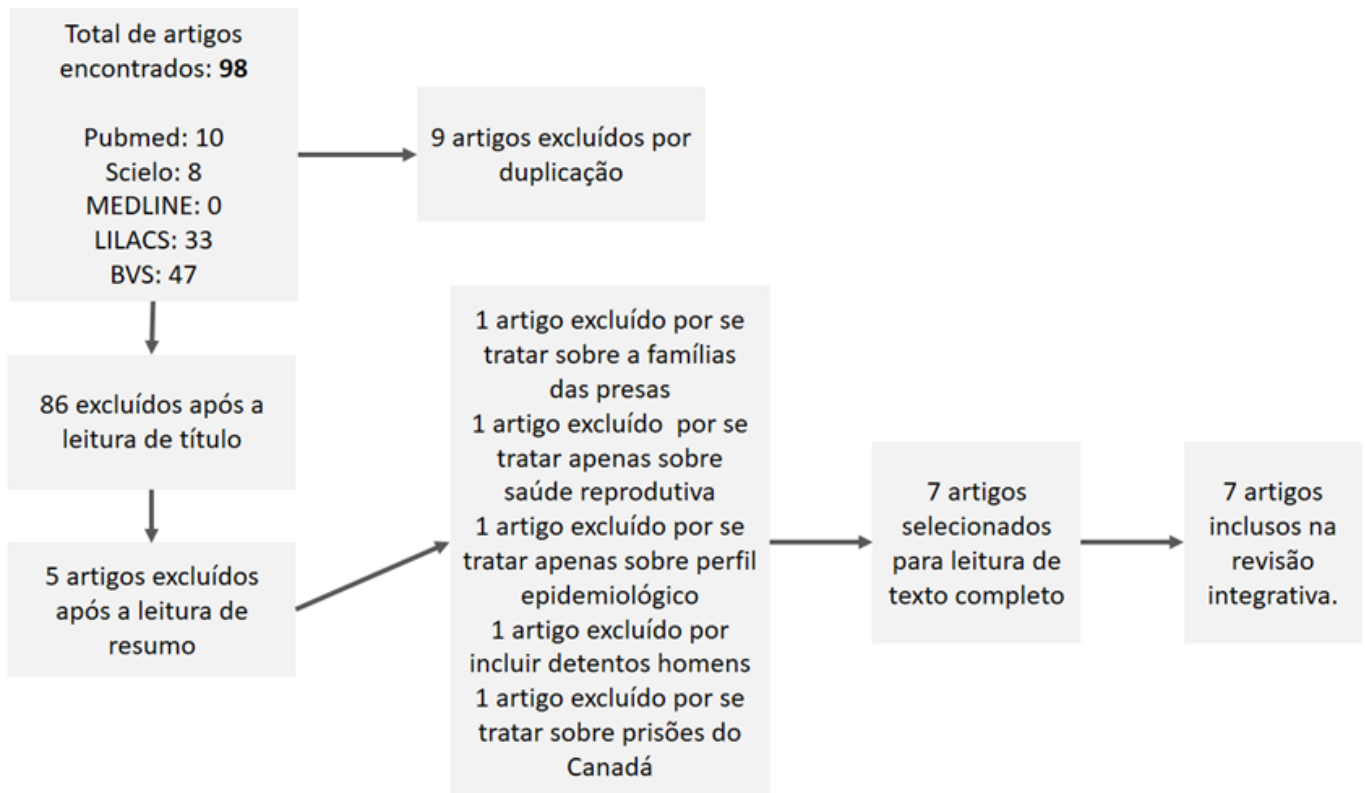 Total de artigos
encontrados: 98
Pubmed: 10
Scielo: 8
MEDLINE: 0
LILACS: 33
BVS: 47
9 artigos excluídos por
duplicação
86 excluídos após a
leitura de título
5 artigos excluídos
após a leitura de
resumo
1 artigo excluído por se
tratar sobre a famílias
das presas
1 artigo excluído  por se
tratar apenas sobre
saúde reprodutiva
1 artigo excluído por se
tratar apenas sobre perfil
epidemiológico
1 artigo excluído por
incluir detentos homens
1 artigo excluído por se
tratar sobre prisões do
Canadá
7 artigos
selecionados
para leitura de
texto completo
7 artigos
inclusos na
revisão
integrativa.